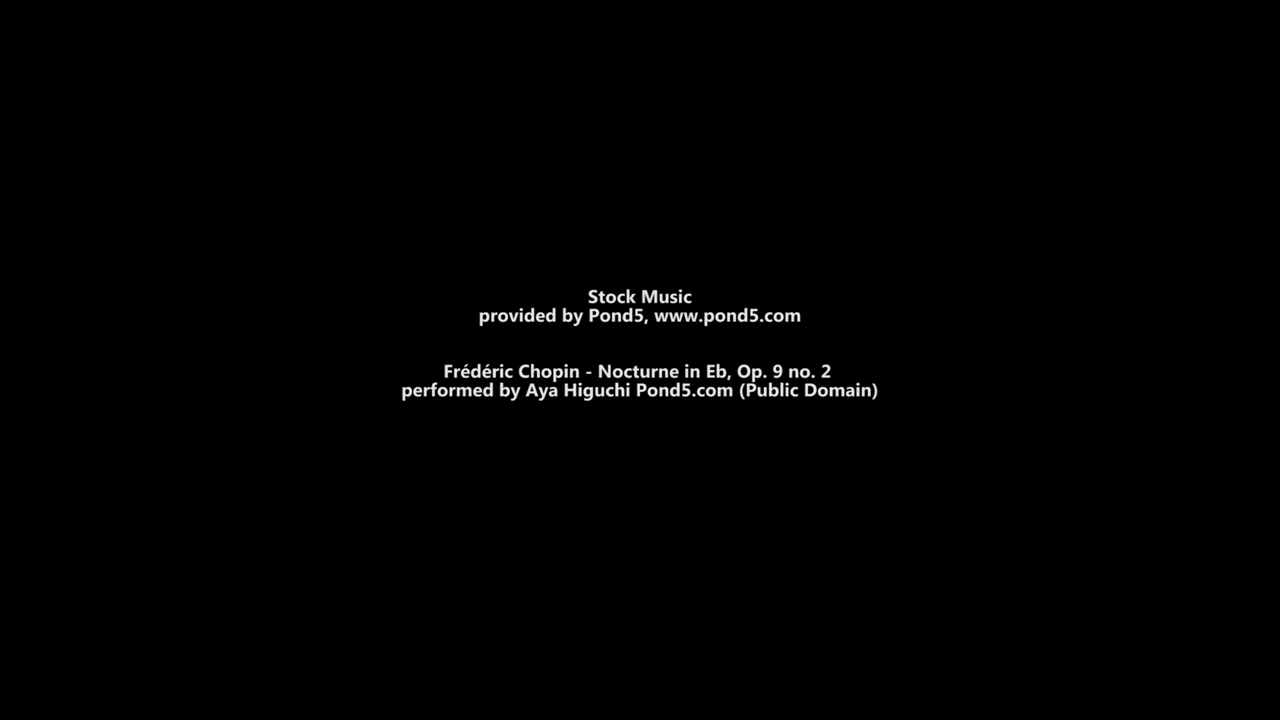 Stock Music
provided by Pond5, www.pond5.com
Frédéric Chopin - Nocturne in Eb, Op. 9 no. 2
performed by Aya Higuchi Pond5.com (Public Domain)